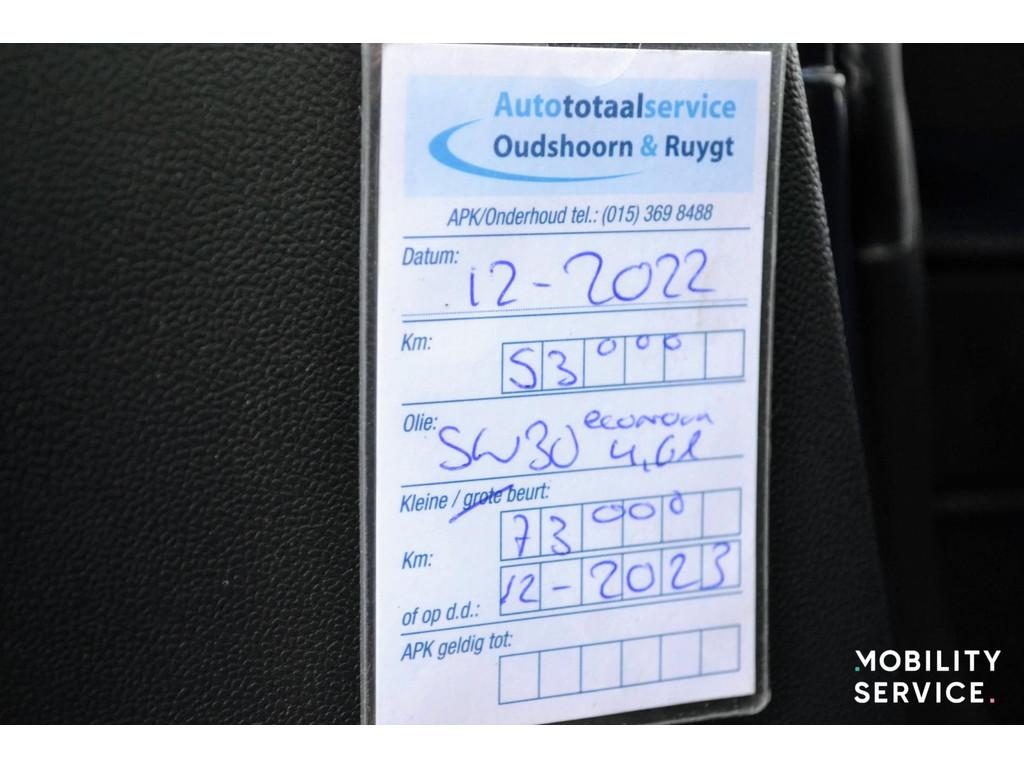 Autototaalservice
Oudshoorn & Ruygt
APK/Onderhoud tel.: (015) 369 8488
Datum: 12-2022
Km: 53000
Olie: 5W30 econom 4,6l
Kleine / grote beurt:
Km: 73000
of op d.d.: 12-2023
APK geldig tot:
MOBILITY
SERVICE.